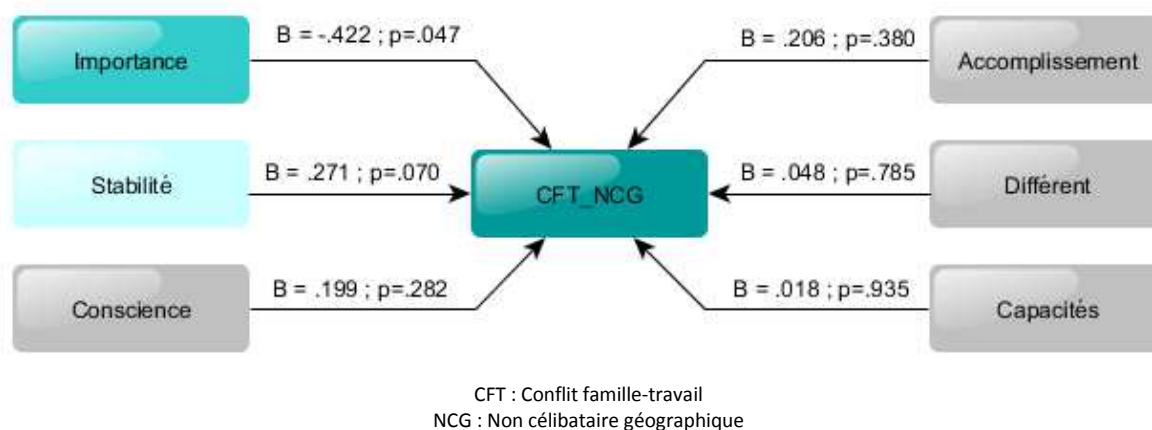 B = -.422 ; p=.047
B = .206 ; p=.380
Importance
Accomplissement
B = .271 ; p=.070
B = .048 ; p=.785
Stabilité
CFT_NCG
Différent
B = .199 ; p=.282
B = .018 ; p=.935
Conscience
Capacités
CFT : Conflit famille-travail
NCG : Non célibataire géographique